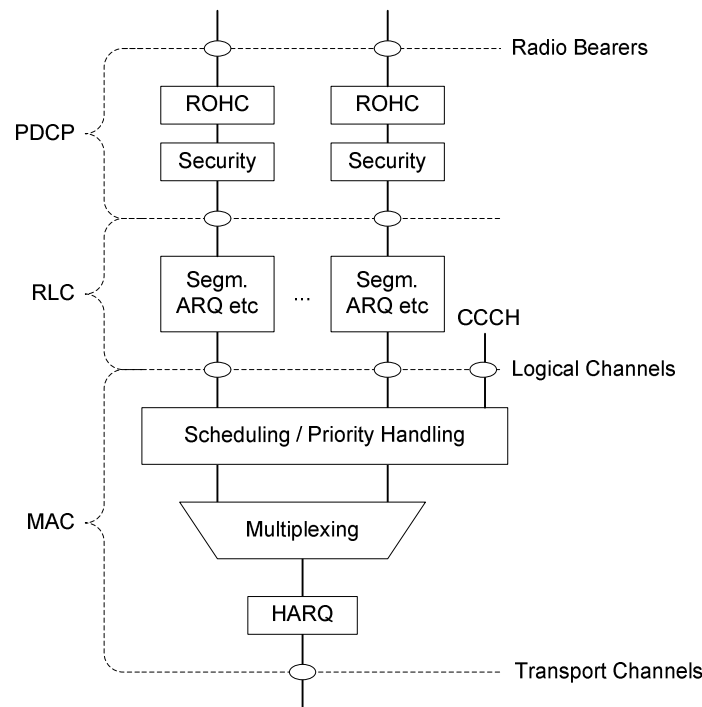 Radio Bearers
ROHC
ROHC
PDCP
Security
Security
Segm.
ARQ etc
...
Segm.
ARQ etc
RLC
CCCH
Logical Channels
Scheduling / Priority Handling
MAC
Multiplexing
HARQ
Transport Channels